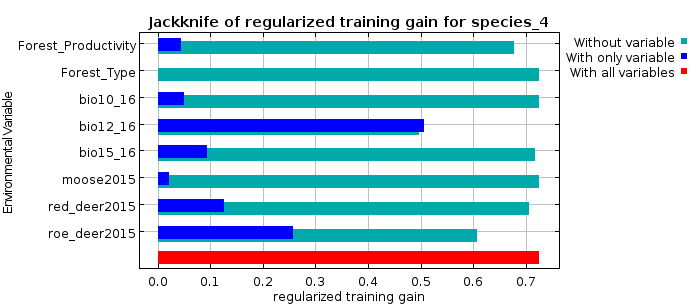 Jackknife of regularized training gain for species_4
Environmental Variable
Forest_Productivity
Forest_Type
bio10_16
bio12_16
bio15_16
moose2015
red_deer2015
roe_deer2015
Without variable
With only variable
With all variables
0.0 0.1 0.2 0.3 0.4 0.5 0.6 0.7
regularized training gain